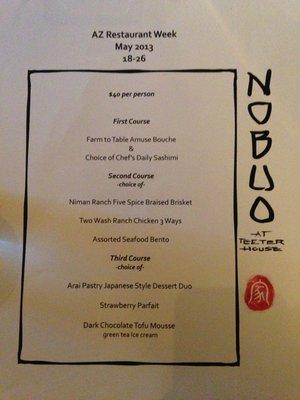 AZ Restaurant Week
May 2013
18-26
$40 per person
First Course
Farm to Table Amuse Bouche
&
Choice of Chef's Daily Sashimi
Second Course
-choice of-
Niman Ranch Five Spice Braised Brisket
Two Wash Ranch Chicken 3 Ways
Assorted Seafood Bento
Third Course
-choice of-
Arai Pastry Japanese Style Dessert Duo
Strawberry Parfait
Dark Chocolate Tofu Mousse
green tea Ice cream
NOBUO
AT
TEETER
HOUSE
家